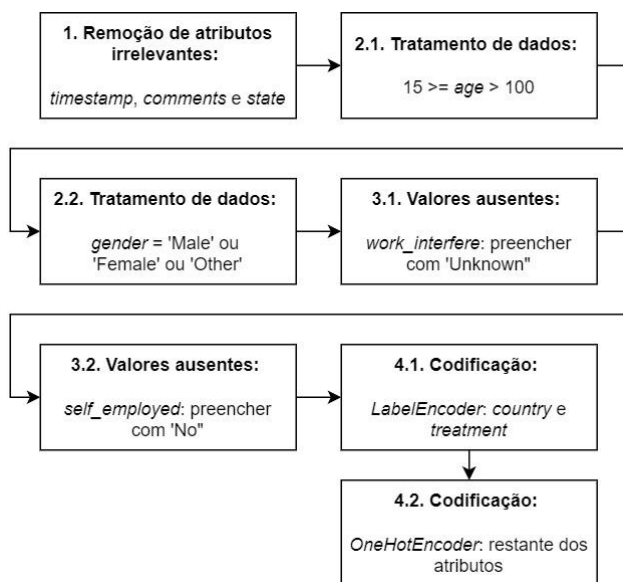 1. Remoção de atributos
irrelevantes:
timestamp, comments e state
2.1. Tratamento de dados:
15 >= age > 100
2.2. Tratamento de dados:
gender = 'Male' ou
'Female' ou 'Other'
3.1. Valores ausentes:
work_interfere: preencher
com 'Unknown"
3.2. Valores ausentes:
self_employed: preencher
com 'No"
4.1. Codificação:
LabelEncoder: country e
treatment
4.2. Codificação:
OneHotEncoder: restante dos
atributos